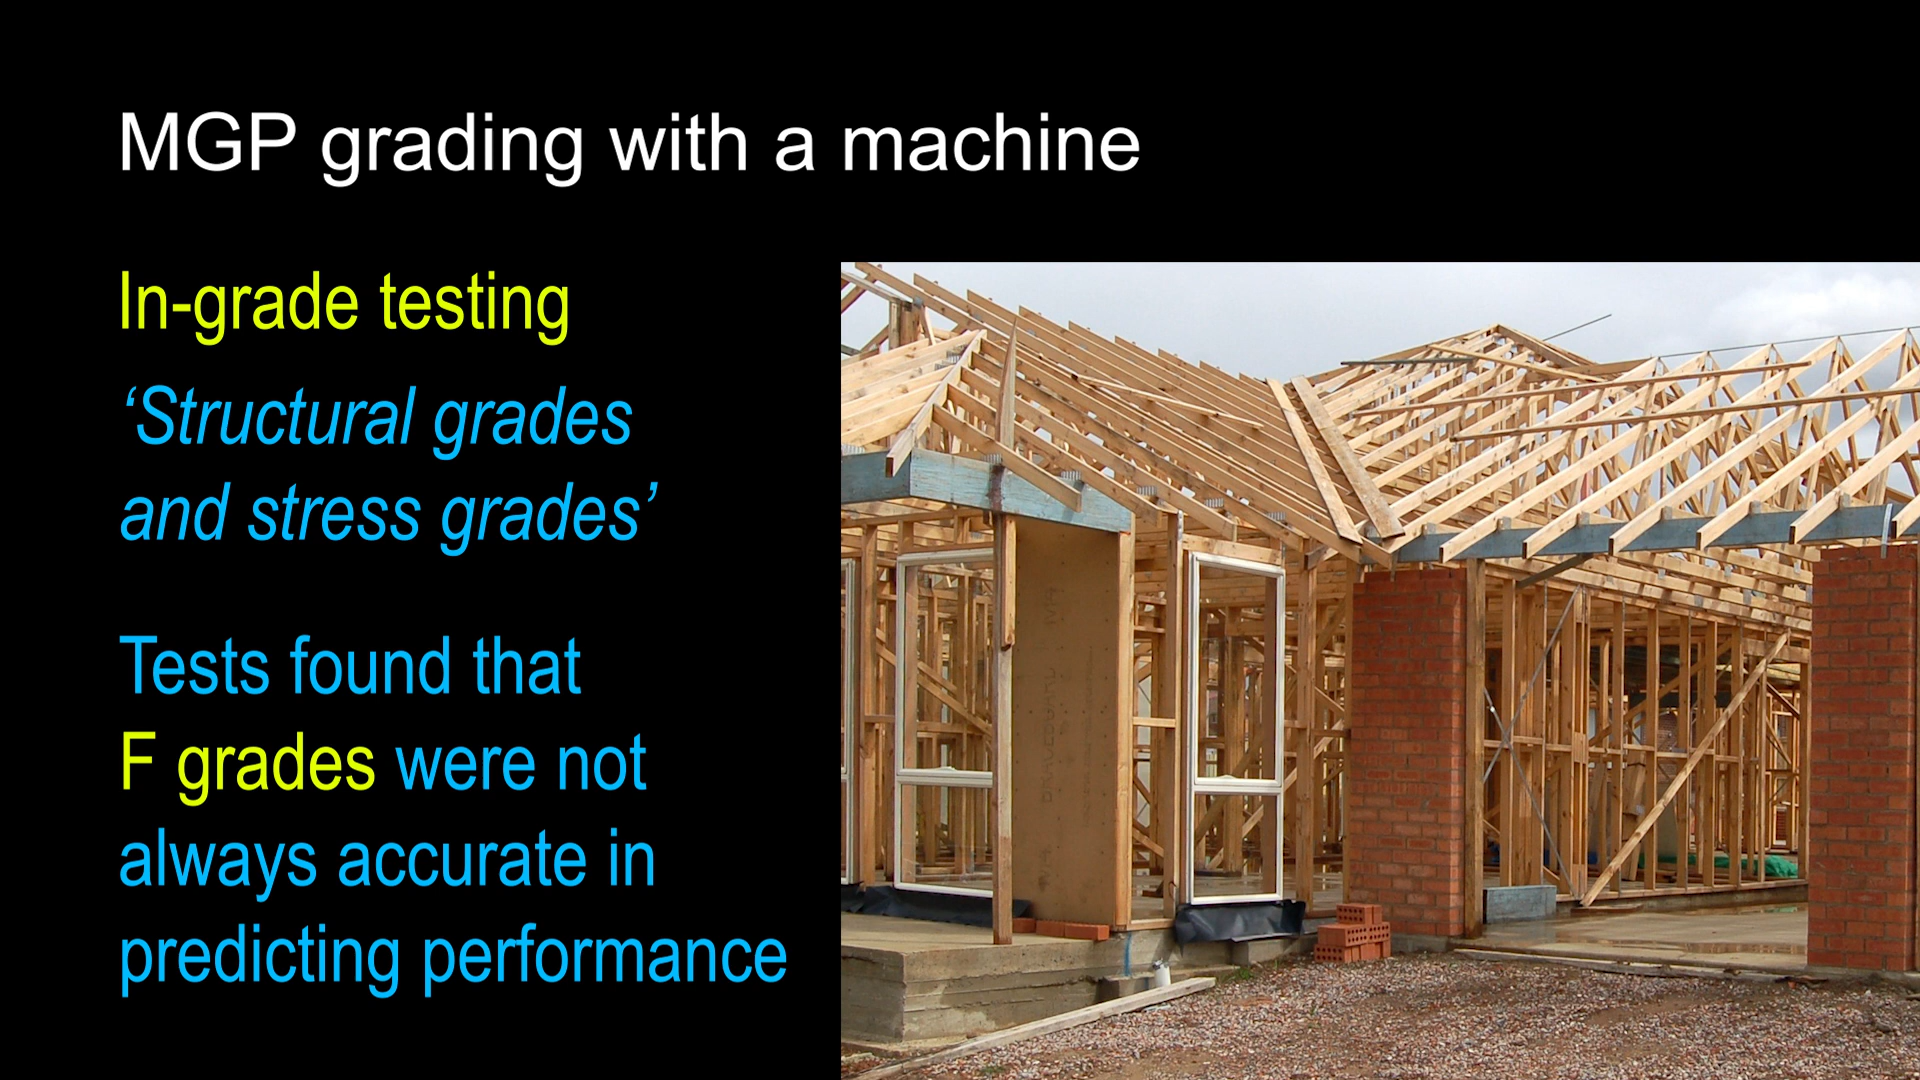 MGP grading with a machine
In-grade testing
‘Structural grades
and stress grades’
Tests found that
F grades were not
always accurate in
predicting performance